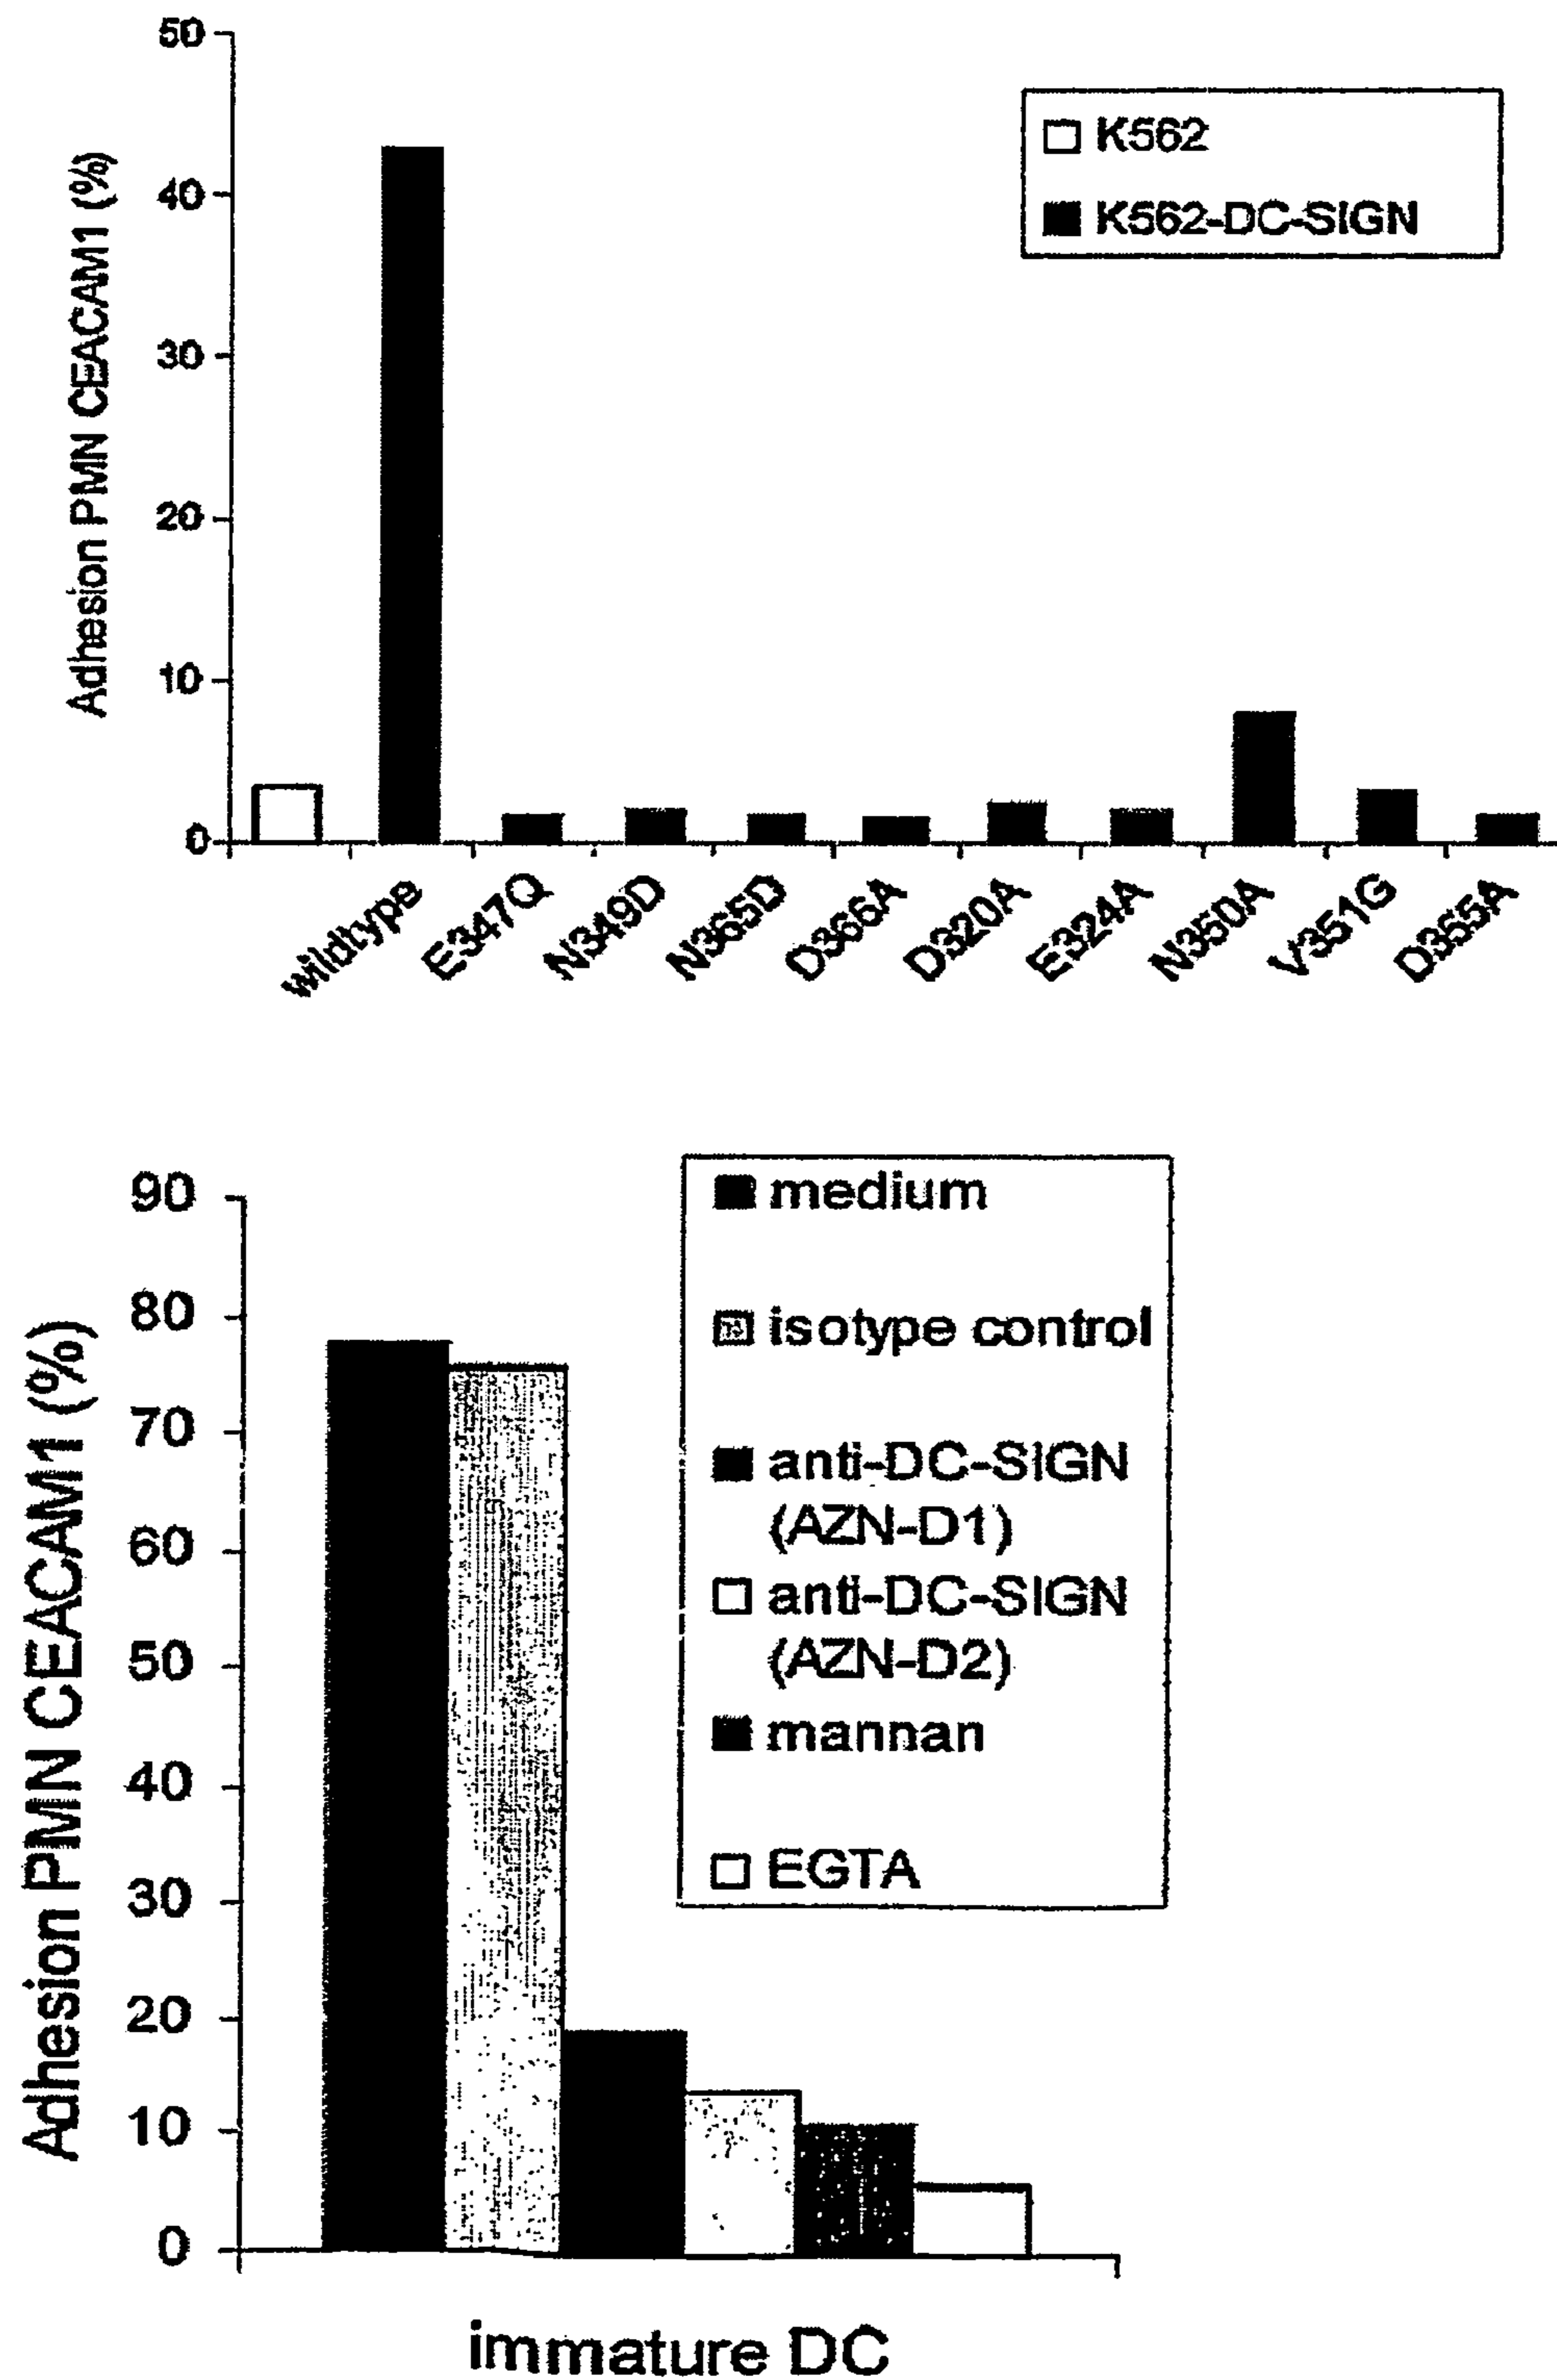 50
40
30
20
10
0
Adhesion PMN CEACAM1 (%)
K562
K562-DC-SIGN
wildtype
E347Q
N349D
N365D
D366A
D320A
E324A
N350A
V351G
D355A
90
80
70
60
50
40
30
20
10
0
Adhesion PMN CEACAM1 (%)
medium
isotype control
anti-DC-SIGN
(AZN-D1)
anti-DC-SIGN
(AZN-D2)
mannan
EGTA
immature DC